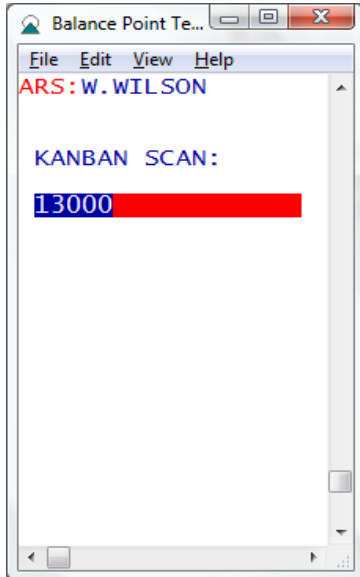 Balance Point Te...
File Edit View Help
ARS:W.WILSON
KANBAN SCAN:
13000